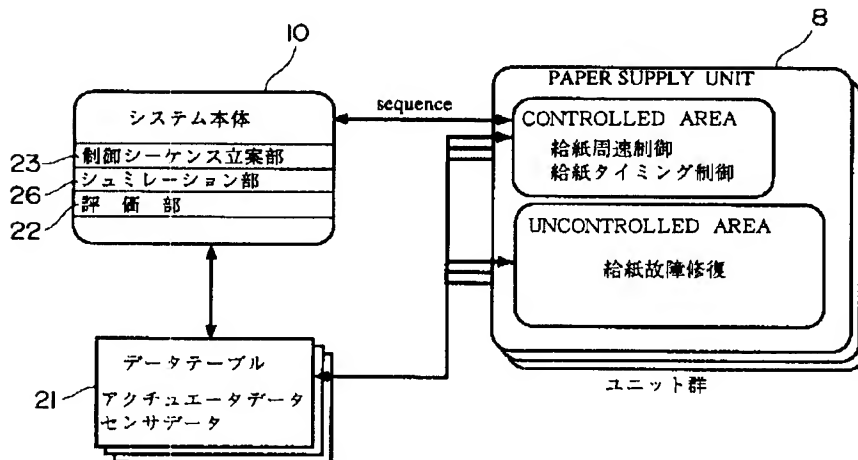 10
システム本体
23 制御シーケンス立案部
26 シュミレーション部
22 評価部
sequence
8
PAPER SUPPLY UNIT
CONTROLLED AREA
給紙周速制御
給紙タイミング制御
UNCONTROLLED AREA
給紙故障修復
ユニット群
21
データテーブル
アクチュエータデータ
センサデータ